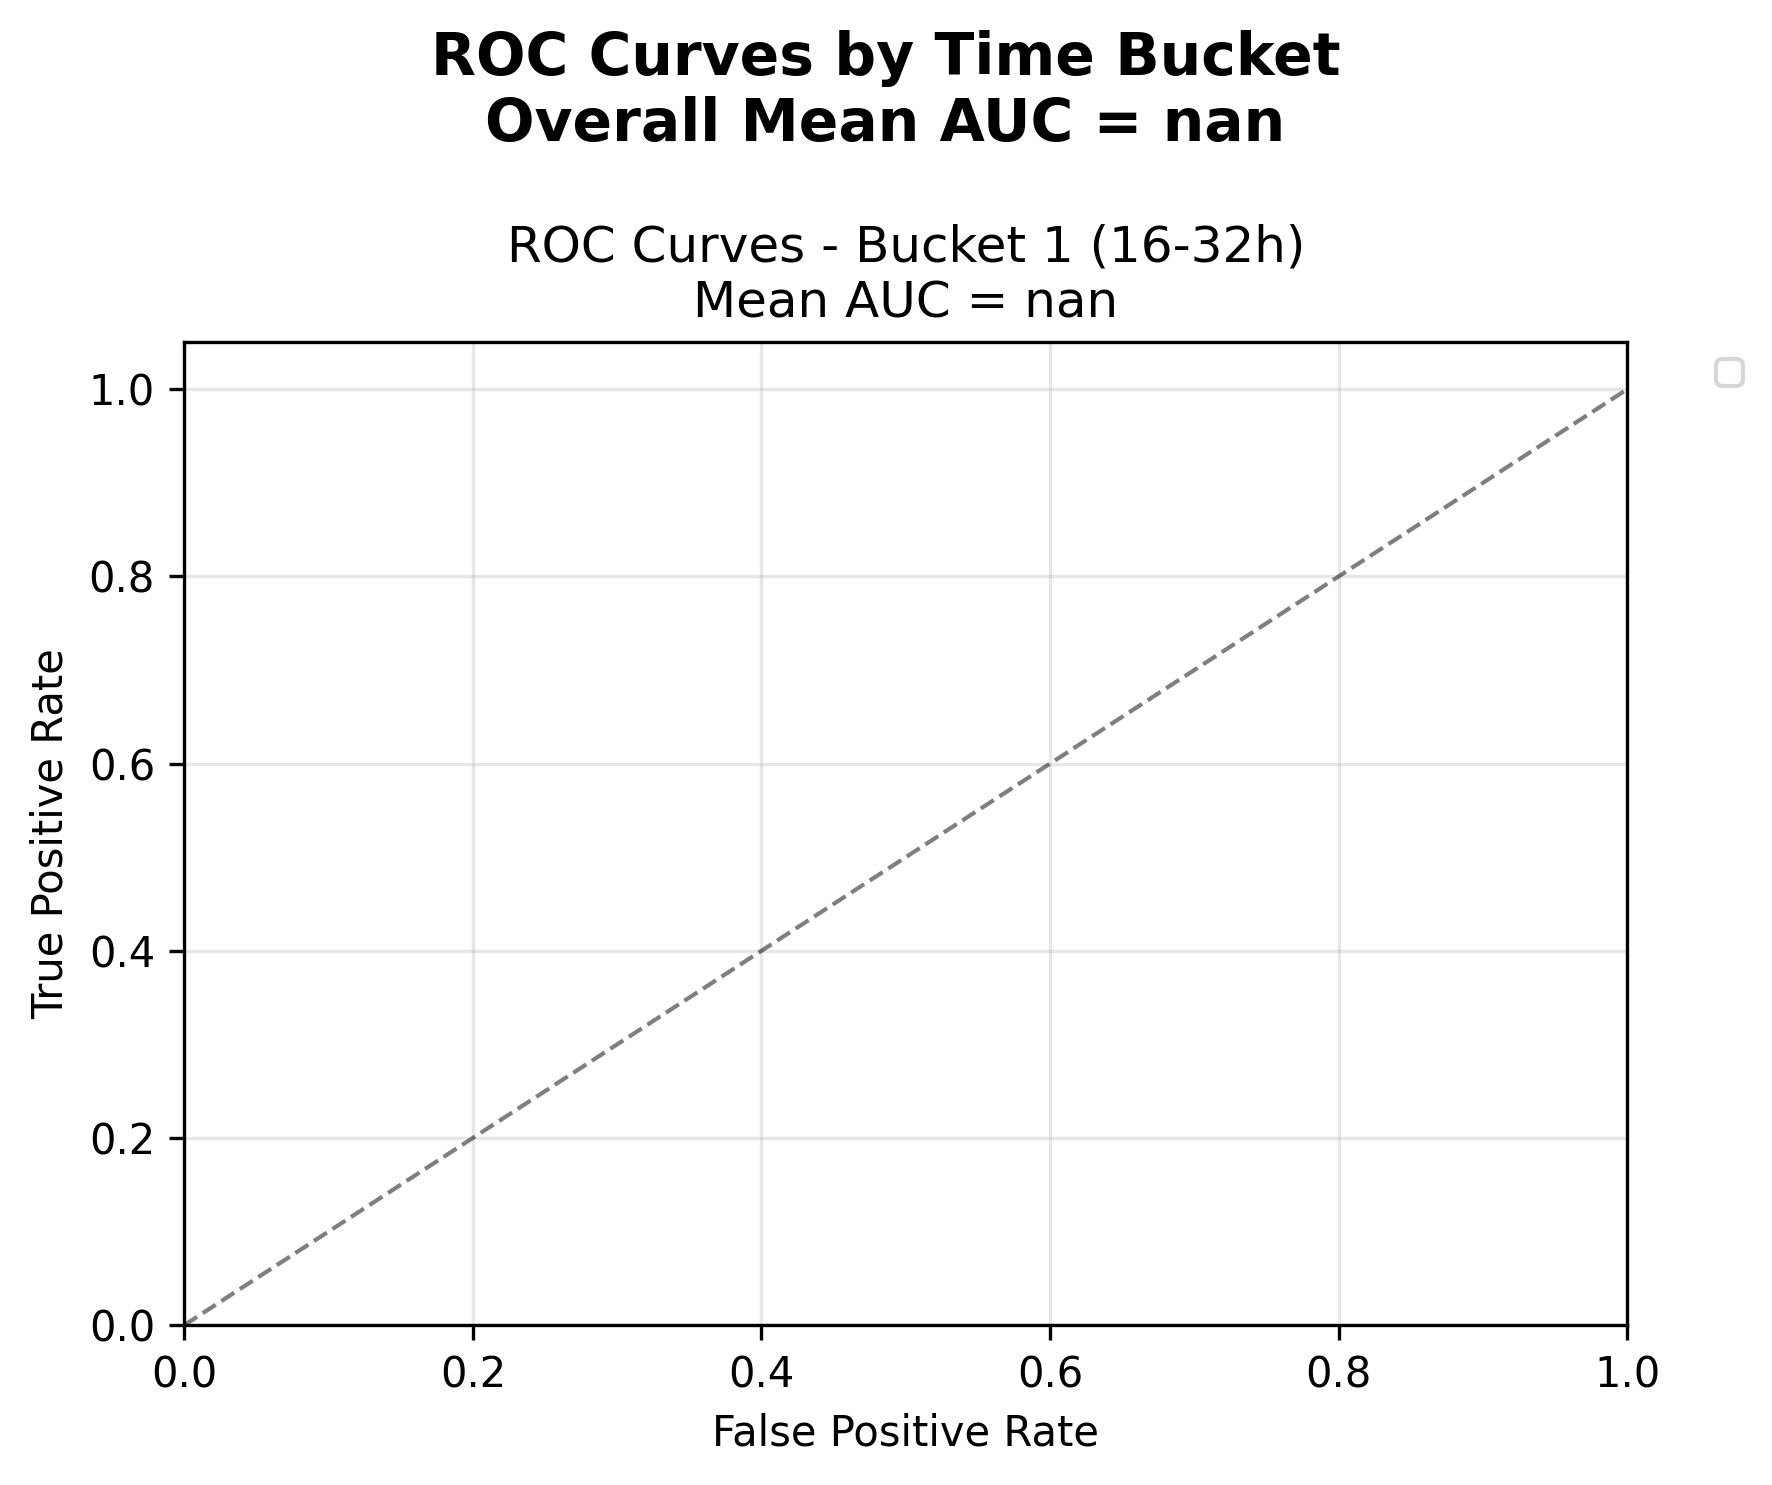 ROC Curves by Time Bucket
Overall Mean AUC = nan
ROC Curves - Bucket 1 (16-32h)
Mean AUC = nan
True Positive Rate
1.0
0.8
0.6
0.4
0.2
0.0
0.0 0.2 0.4 0.6 0.8 1.0
False Positive Rate